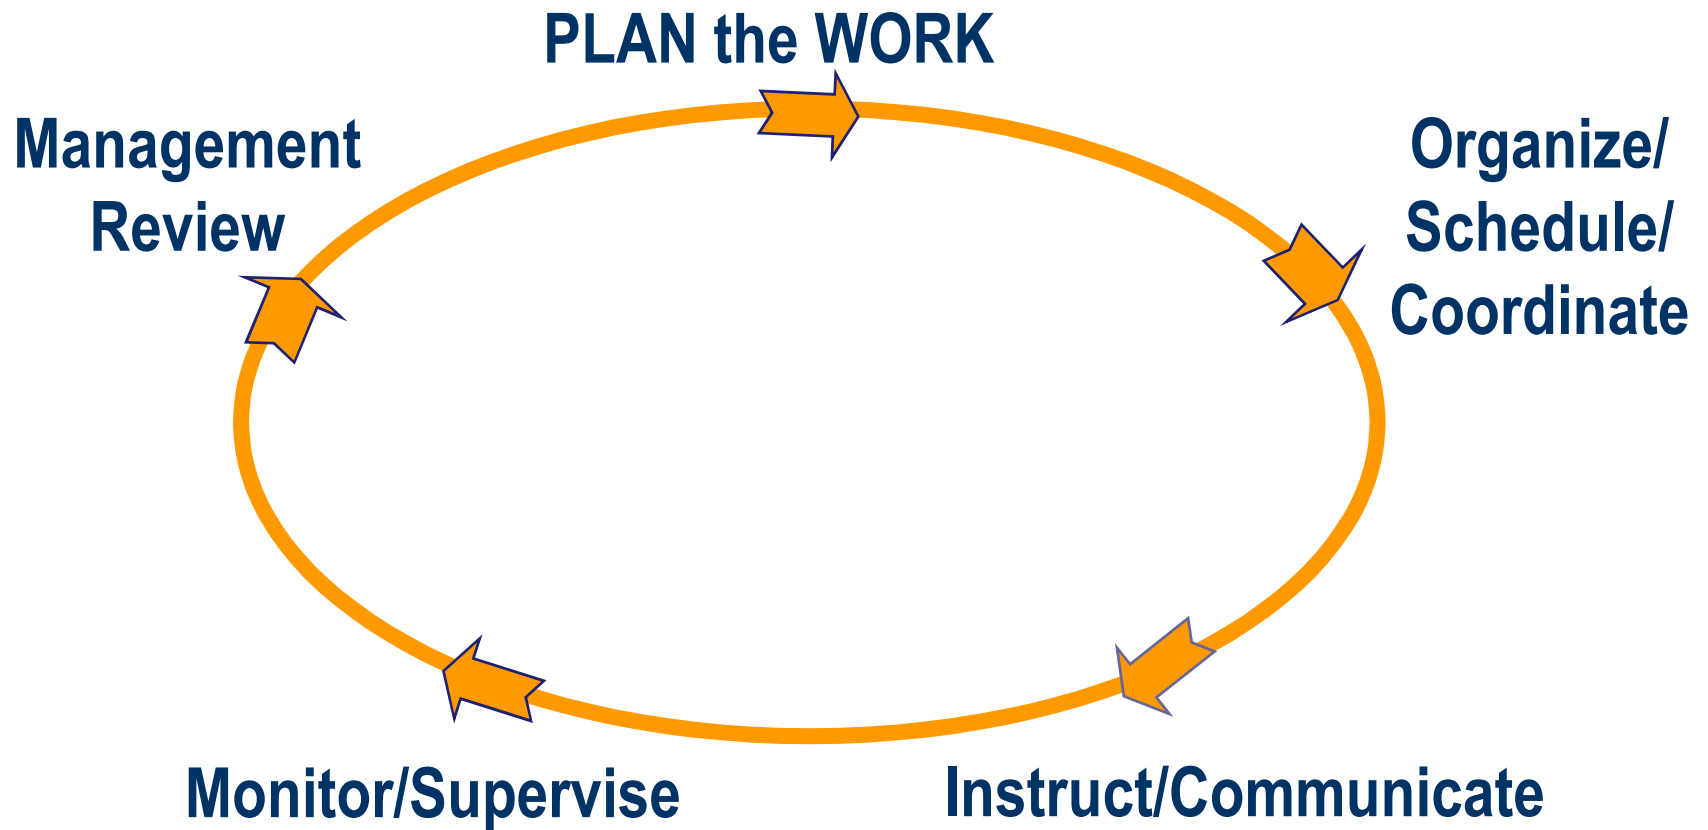 PLAN the WORK
Management
Review
Organize/
Schedule/
Coordinate
Monitor/Supervise
Instruct/Communicate